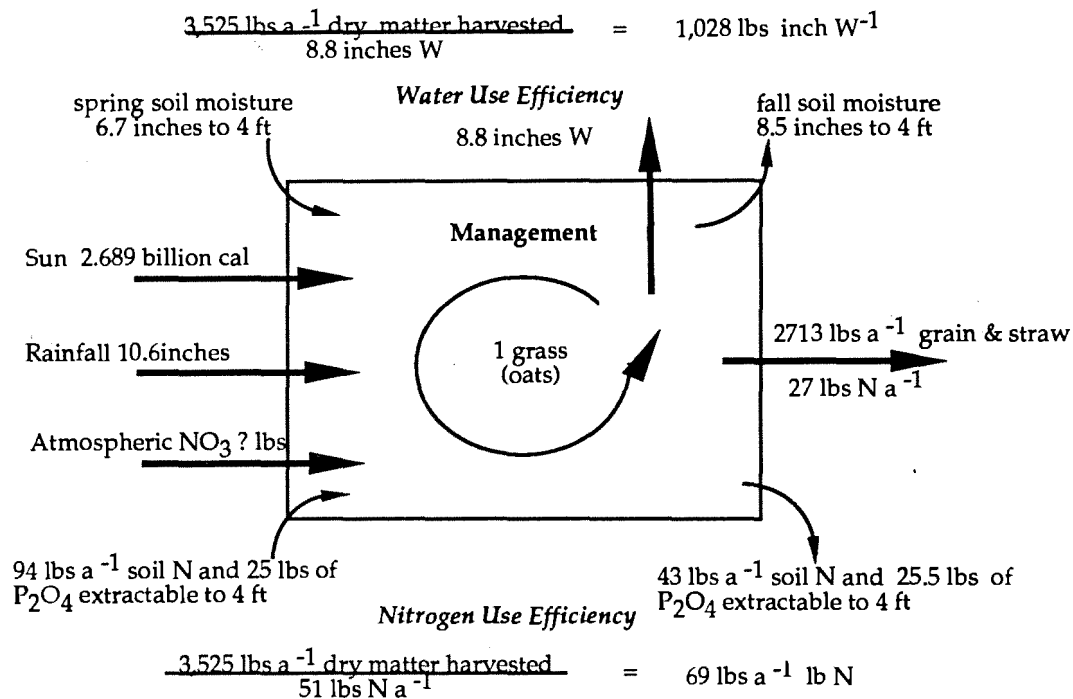 3,525 lbs a -1 dry matter harvested = 1,028 lbs inch W-1
8.8 inches W
Water Use Efficiency
spring soil moisture
6.7 inches to 4 ft
8.8 inches W
fall soil moisture
8.5 inches to 4 ft
Management
Sun 2.689 billion cal
Rainfall 10.6inches
1 grass
(oats)
2713 lbs a -1 grain & straw
27 lbs N a -1
Atmospheric NO3 ? lbs
94 lbs a -1 soil N and 25 lbs of
P2O4 extractable to 4 ft
43 lbs a -1 soil N and 25.5 lbs of
P2O4 extractable to 4 ft
Nitrogen Use Efficiency
3,525 lbs a -1 dry matter harvested = 69 lbs a -1 lb N
51 lbs N a -1